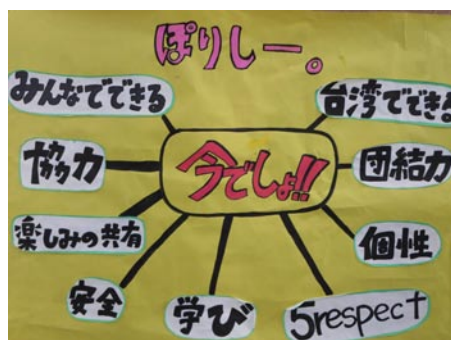 ぽりしー。
みんなでできる
台湾でできる
協力
今でしょ!!
団結力
楽しみの共有
個性
安全
学び
5respect